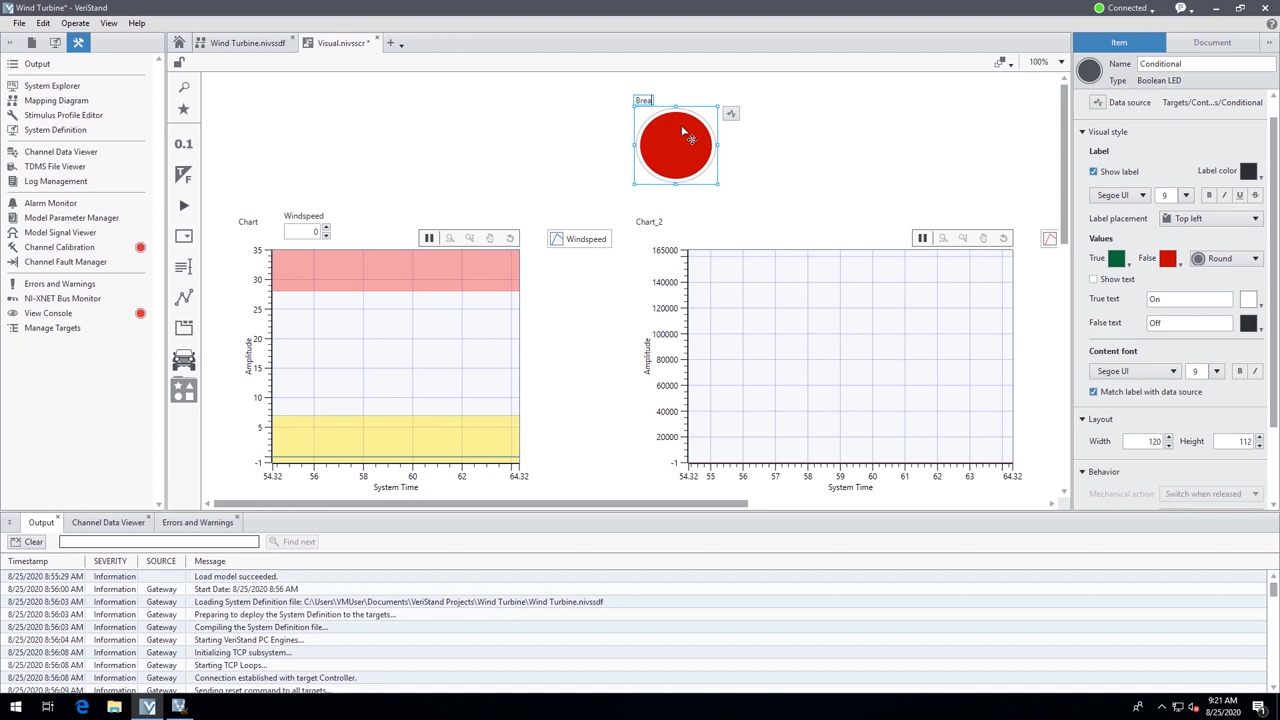 Wind Turbine* - VeriStand
Connected
File Edit Operate View Help
Wind Turbine.nivssdf
Visual.nivsscr *
100%
Item Document
Output
System Explorer
Mapping Diagram
Stimulus Profile Editor
System Definition
Channel Data Viewer
TDMS File Viewer
Log Management
Alarm Monitor
Model Parameter Manager
Model Signal Viewer
Channel Calibration
Channel Fault Manager
Errors and Warnings
NI-XNET Bus Monitor
View Console
Manage Targets
0.1
T F
Brea
Chart
Windspeed
0
Windspeed
35
30
25
20
15
10
5
-1
Amplitude
54.32 56 58 60 62 64.32
System Time
Chart_2
165000
140000
120000
100000
80000
60000
40000
20000
-1
Amplitude
54.32 55 56 57 58 59 60 61 62 63 64.32
System Time
Name Conditional
Type Boolean LED
Data source Targets/Cont...s/Conditional
Visual style
Label
Show label Label color
Segoe UI 9 B I U S
Label placement Top left
Values
True False Round
Show text
True text On
False text Off
Content font
Segoe UI 9 B I
Match label with data source
Layout
Width 120 Height 112
Behavior
Mechanical action Switch when released
Output Channel Data Viewer Errors and Warnings
Clear Find next
Timestamp SEVERITY SOURCE Message
8/25/2020 8:55:29 AM Information Load model succeeded.
8/25/2020 8:56:00 AM Information Gateway Start Date: 8/25/2020 8:56 AM
8/25/2020 8:56:03 AM Information Gateway Loading System Definition file: C:\Users\VMUser\Documents\VeriStand Projects\Wind Turbine\Wind Turbine.nivssdf
8/25/2020 8:56:03 AM Information Gateway Preparing to deploy the System Definition to the targets...
8/25/2020 8:56:03 AM Information Gateway Compiling the System Definition file...
8/25/2020 8:56:04 AM Information Gateway Starting VeriStand PC Engines...
8/25/2020 8:56:08 AM Information Gateway Initializing TCP subsystem...
8/25/2020 8:56:08 AM Information Gateway Starting TCP Loops...
8/25/2020 8:56:08 AM Information Gateway Connection established with target Controller.
8/25/2020 8:56:09 AM Information Gateway Sending reset command to all targets...
9:21 AM
8/25/2020